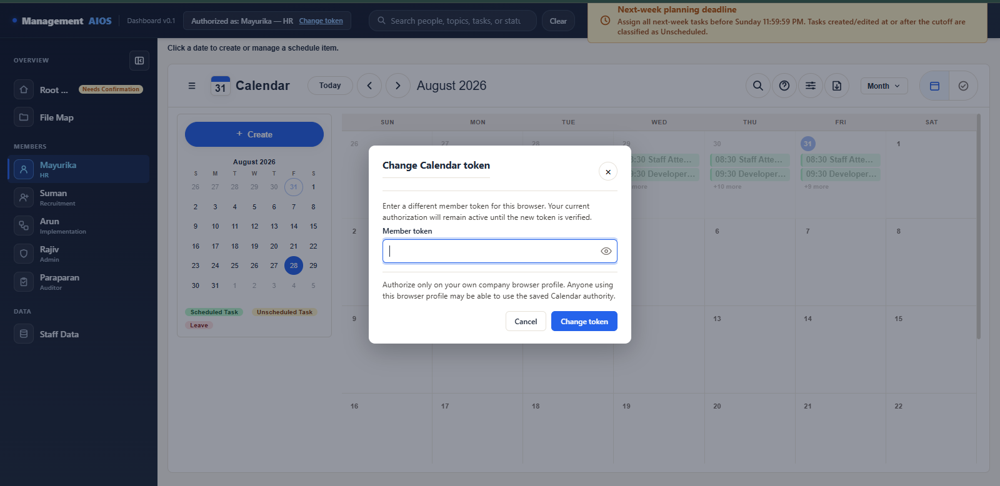 Management AIOS
Dashboard v0.1
Authorized as: Mayurika — HR Change token
Search people, topics, tasks, or statu
Clear
Next-week planning deadline
Assign all next-week tasks before Sunday 11:59:59 PM. Tasks created/edited at or after the cutoff are
classified as Unscheduled.
OVERVIEW
Root ... Needs Confirmation
File Map
MEMBERS
Mayurika
HR
Suman
Recruitment
Arun
Implementation
Rajiv
Admin
Paraparan
Auditor
DATA
Staff Data
Click a date to create or manage a schedule item.
31 Calendar
Today
August 2026
Month
+ Create
August 2026
S M T W T F S
26 27 28 29 30 31 1
2 3 4 5 6 7 8
9 10 11 12 13 14 15
16 17 18 19 20 21 22
23 24 25 26 27 28 29
30 31 1 2 3 4 5
Scheduled Task Unscheduled Task
Leave
SUN MON TUE WED THU FRI SAT
26 27 28 29 30 31 1
:30 Staff Atte... 08:30 Staff Atte... 08:30 Staff Atte...
9:30 Developer... 09:30 Developer... 09:30 Developer...
more +10 more +9 more
2 6 7 8
9 13 14 15
16 17 18 19 20 21 22
Change Calendar token
Enter a different member token for this browser. Your current
authorization will remain active until the new token is verified.
Member token
Authorize only on your own company browser profile. Anyone using
this browser profile may be able to use the saved Calendar authority.
Cancel
Change token